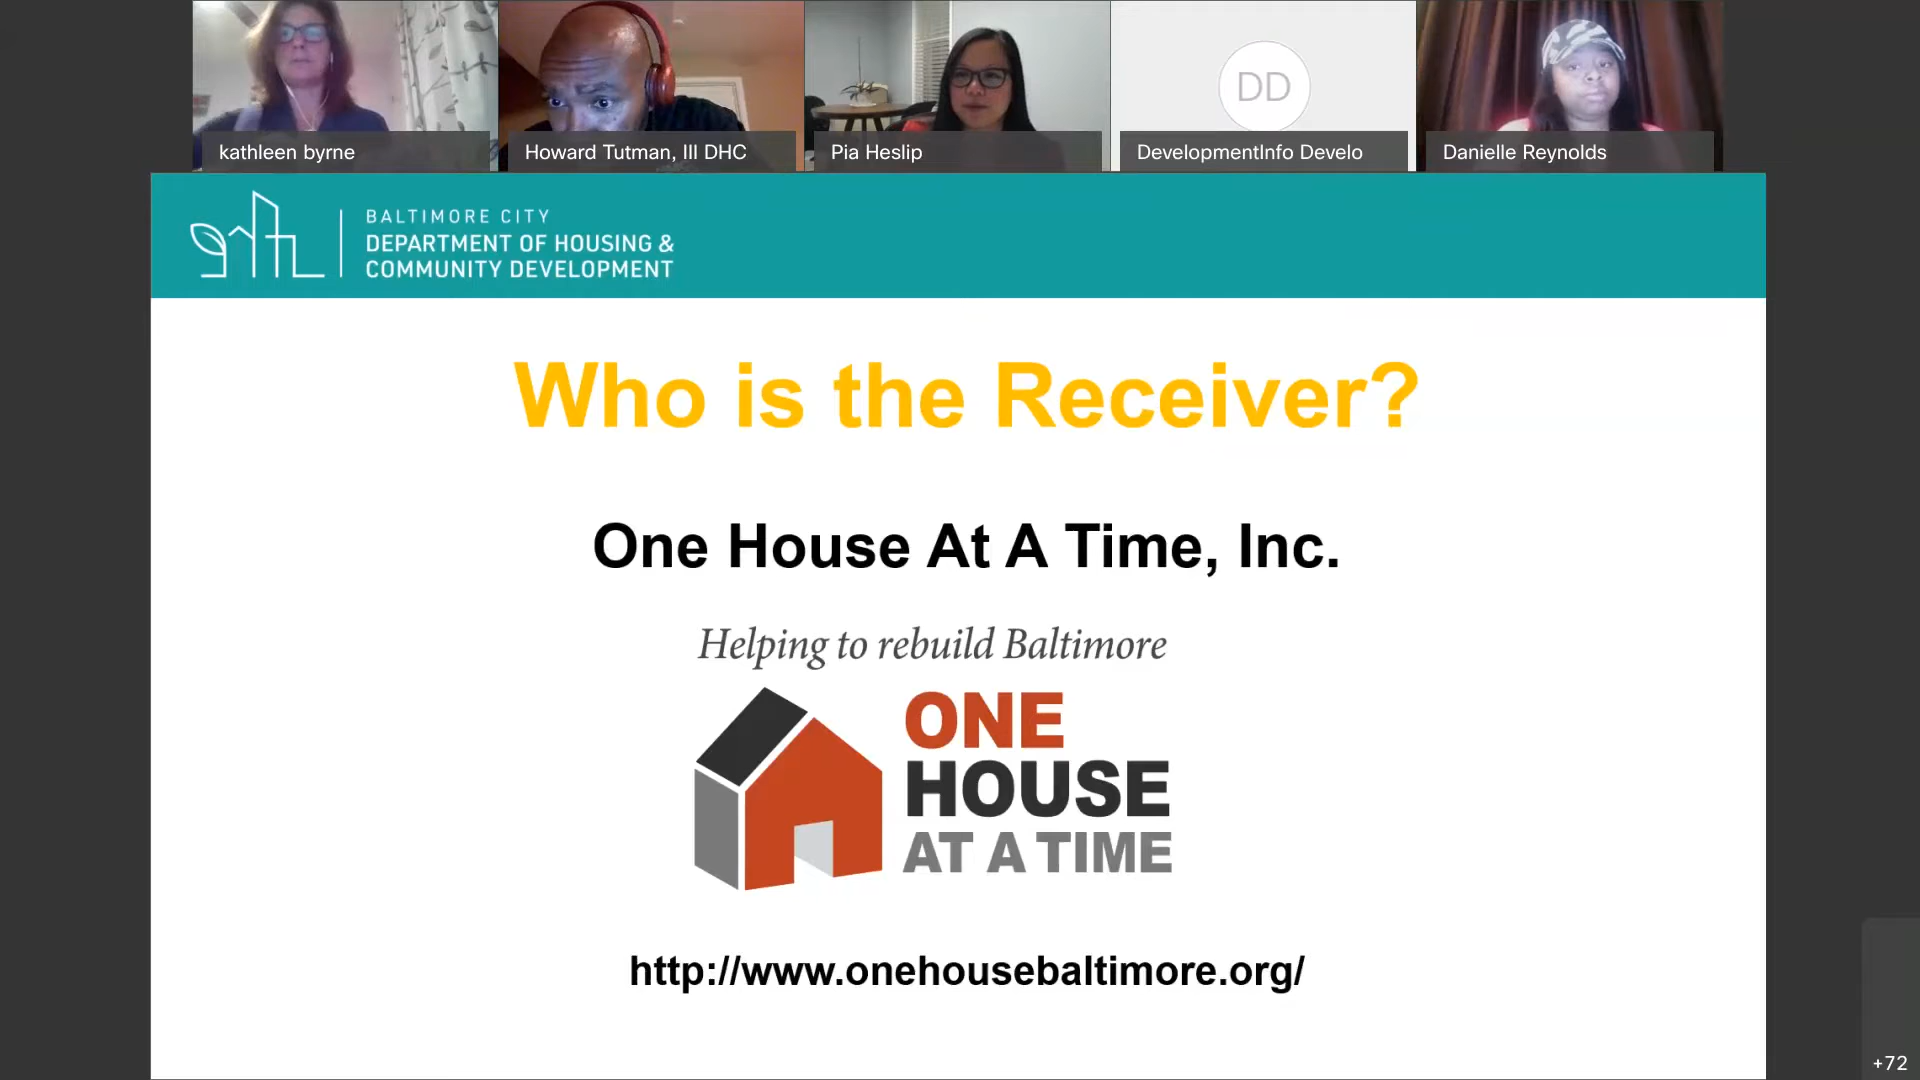 kathleen byrne
Howard Tutman, III DHC
Pia Heslip
DD
DevelopmentInfo Develo
Danielle Reynolds
BALTIMORE CITY
DEPARTMENT OF HOUSING &
COMMUNITY DEVELOPMENT
Who is the Receiver?
One House At A Time, Inc.
Helping to rebuild Baltimore
ONE
HOUSE
AT A TIME
http://www.onehousebaltimore.org/
+72